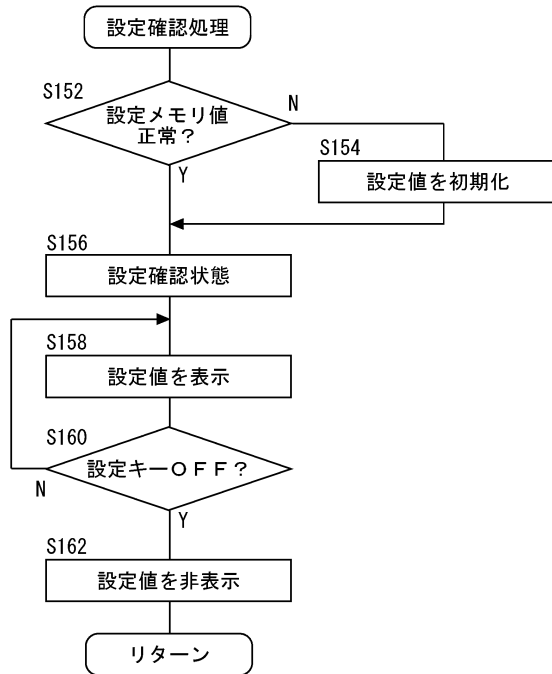 設定確認処理
S152
設定メモリ値
正常？
N
Y
S154
設定値を初期化
S156
設定確認状態
S158
設定値を表示
S160
設定キーＯＦＦ？
N
Y
S162
設定値を非表示
リターン